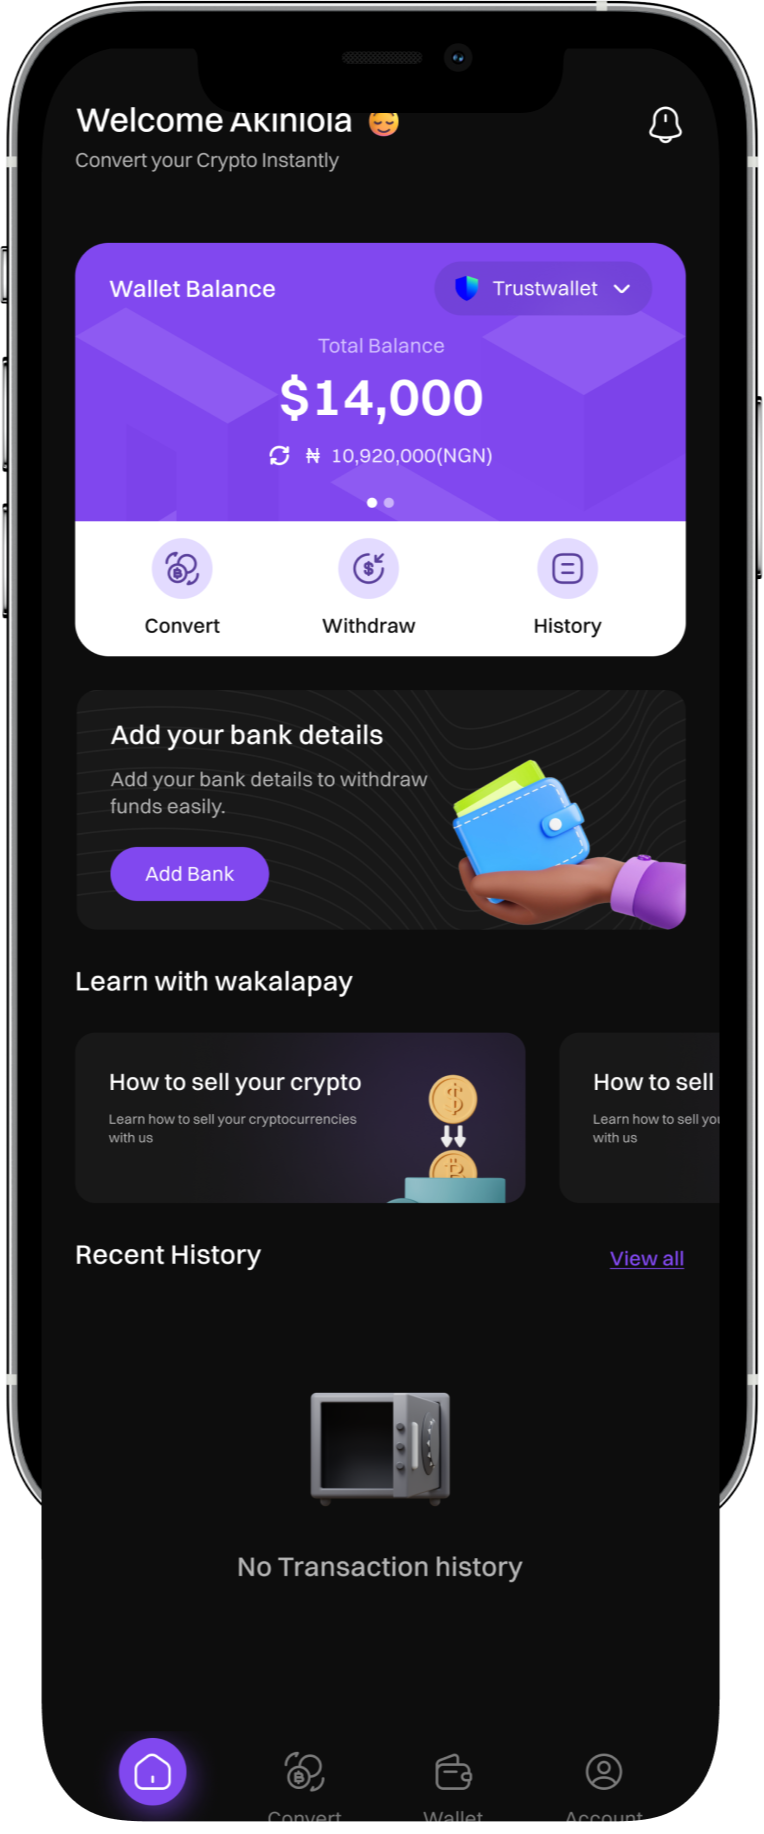 Welcome Akinlola 😌
Convert your Crypto Instantly
Wallet Balance
Trustwallet
Total Balance
$14,000
₦ 10,920,000(NGN)
Convert
Withdraw
History
Add your bank details
Add your bank details to withdraw
funds easily.
Add Bank
Learn with wakalapay
How to sell your crypto
Learn how to sell your cryptocurrencies
with us
How to sell
Learn how to sell you
with us
Recent History
View all
No Transaction history
Convert
Wallet
Account